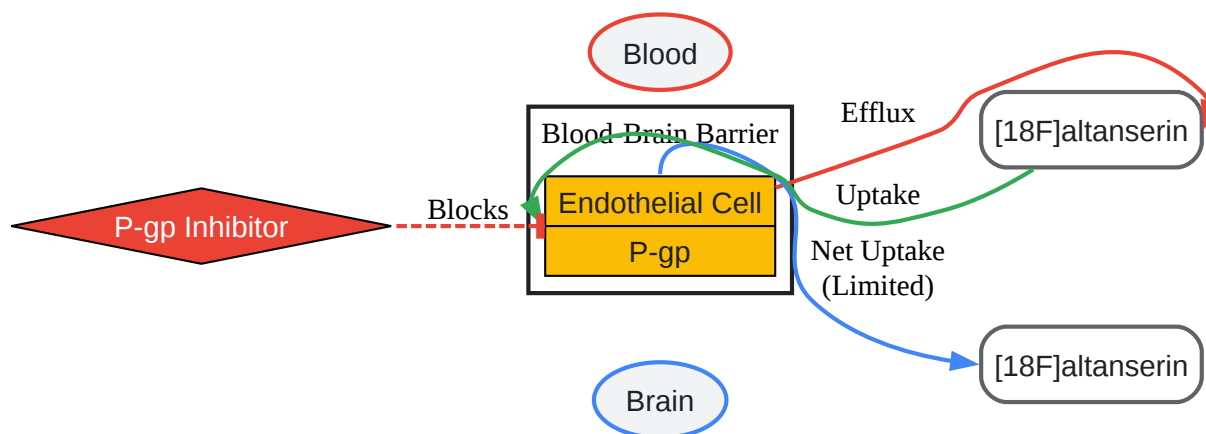 Blood
Blood-Brain Barrier
Efflux
[18F]altanserin
Uptake
Endothelial Cell
P-gp
P-gp Inhibitor
Blocks
Net Uptake
(Limited)
[18F]altanserin
Brain